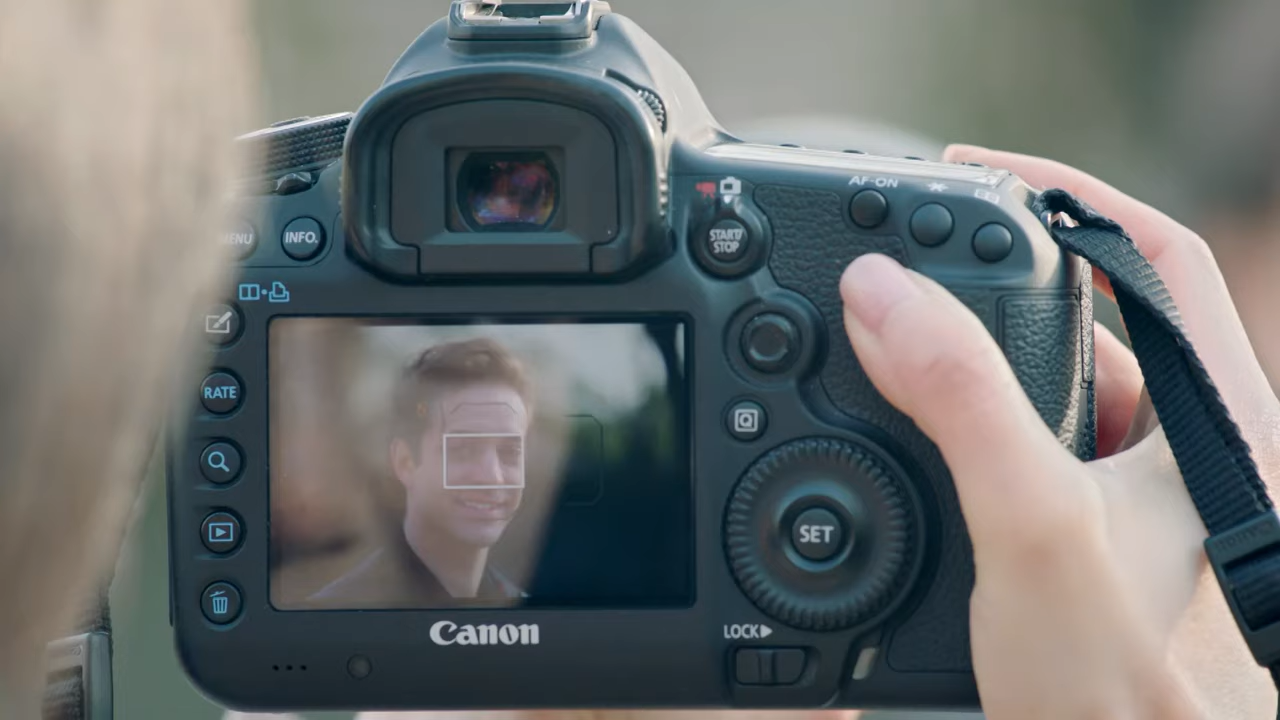 MENU
INFO.
START/
STOP
AF-ON
RATE
Q
SET
Canon
LOCK